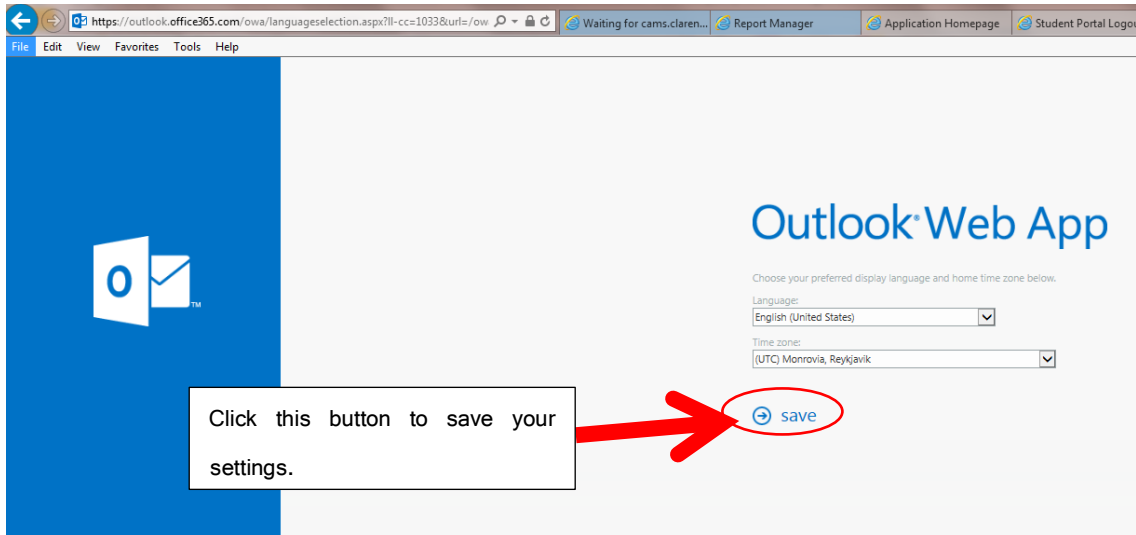 https://outlook.office365.com/owa/languageselection.aspx?ll-cc=1033&url=/ow
Waiting for cams.claren...
Report Manager
Application Homepage
Student Portal Logou
File Edit View Favorites Tools Help
Outlook® Web App
O
TM
Choose your preferred display language and home time zone below.
Language:
English (United States)
Time zone:
(UTC) Monrovia, Reykjavik
Click this button to save your
settings.
save